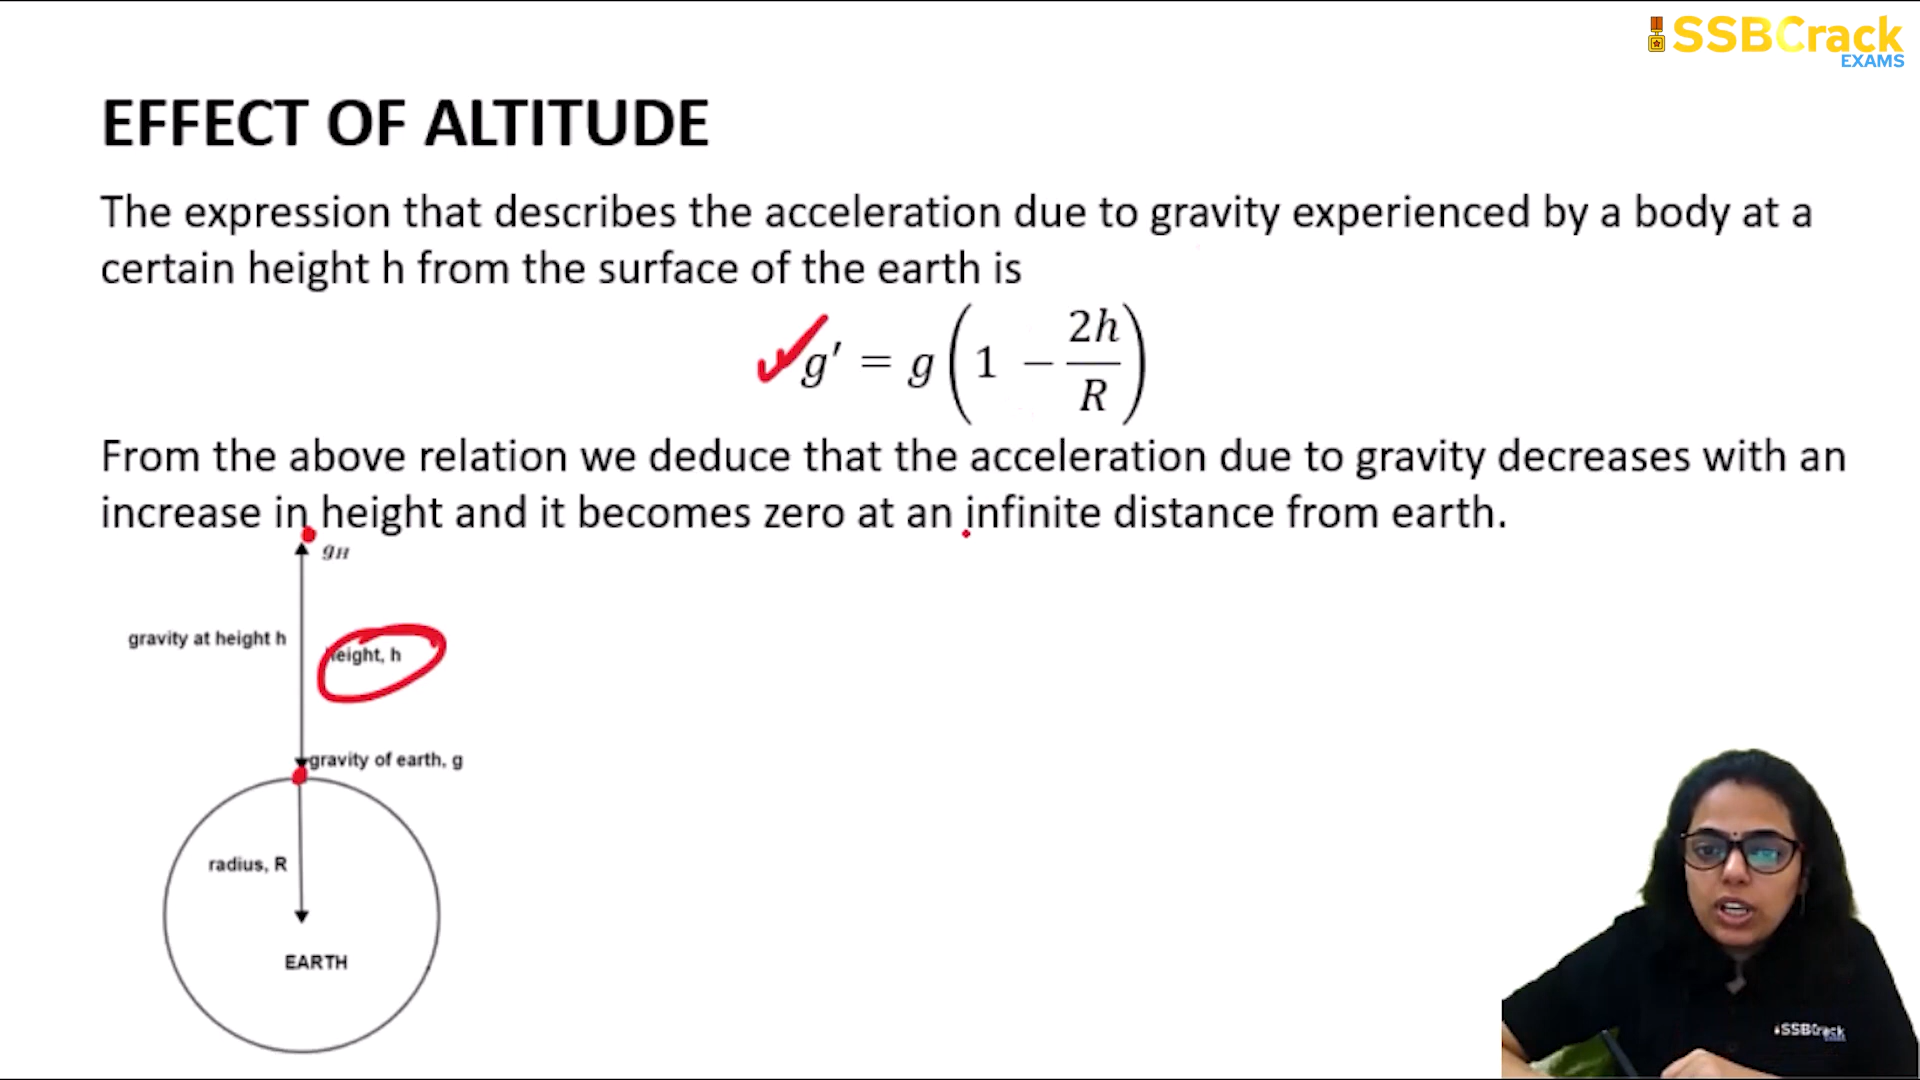 SSBCrack
EXAMS
EFFECT OF ALTITUDE
The expression that describes the acceleration due to gravity experienced by a body at a
certain height h from the surface of the earth is
g' = g(1 - 2h/R)
From the above relation we deduce that the acceleration due to gravity decreases with an
increase in height and it becomes zero at an infinite distance from earth.
gH
gravity at height h
height, h
gravity of earth, g
radius, R
EARTH
SSBCrack